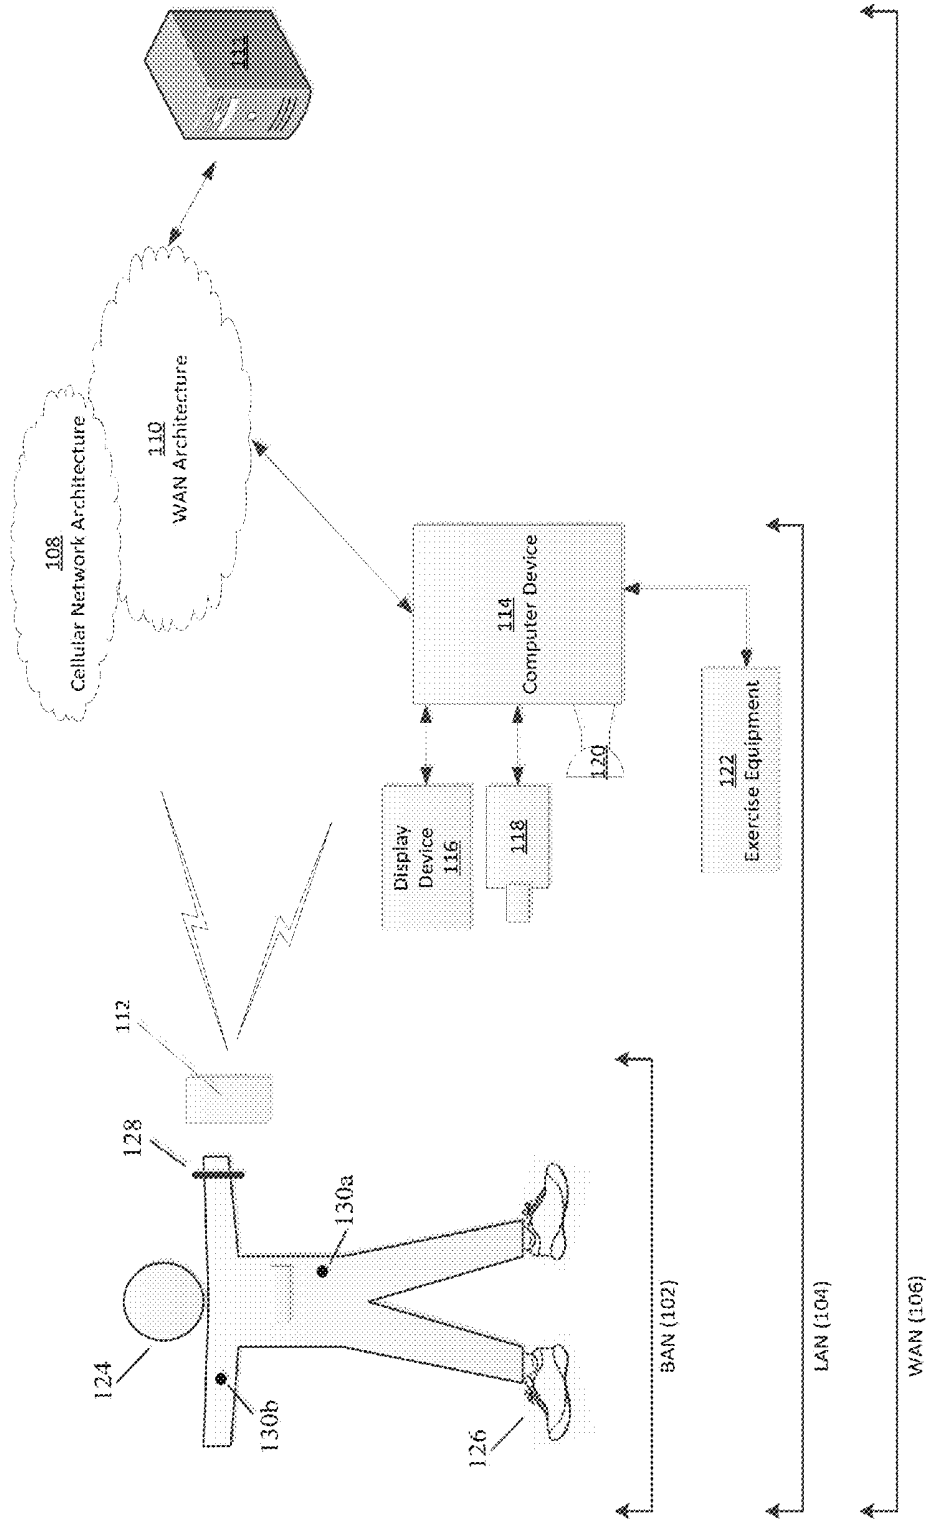 111
108
Cellular Network Architecture
110
WAN Architecture
114
Computer Device
Display
Device
116
118
120
122
Exercise Equipment
112
128
124
130a
130b
126
BAN (102)
LAN (104)
WAN (106)